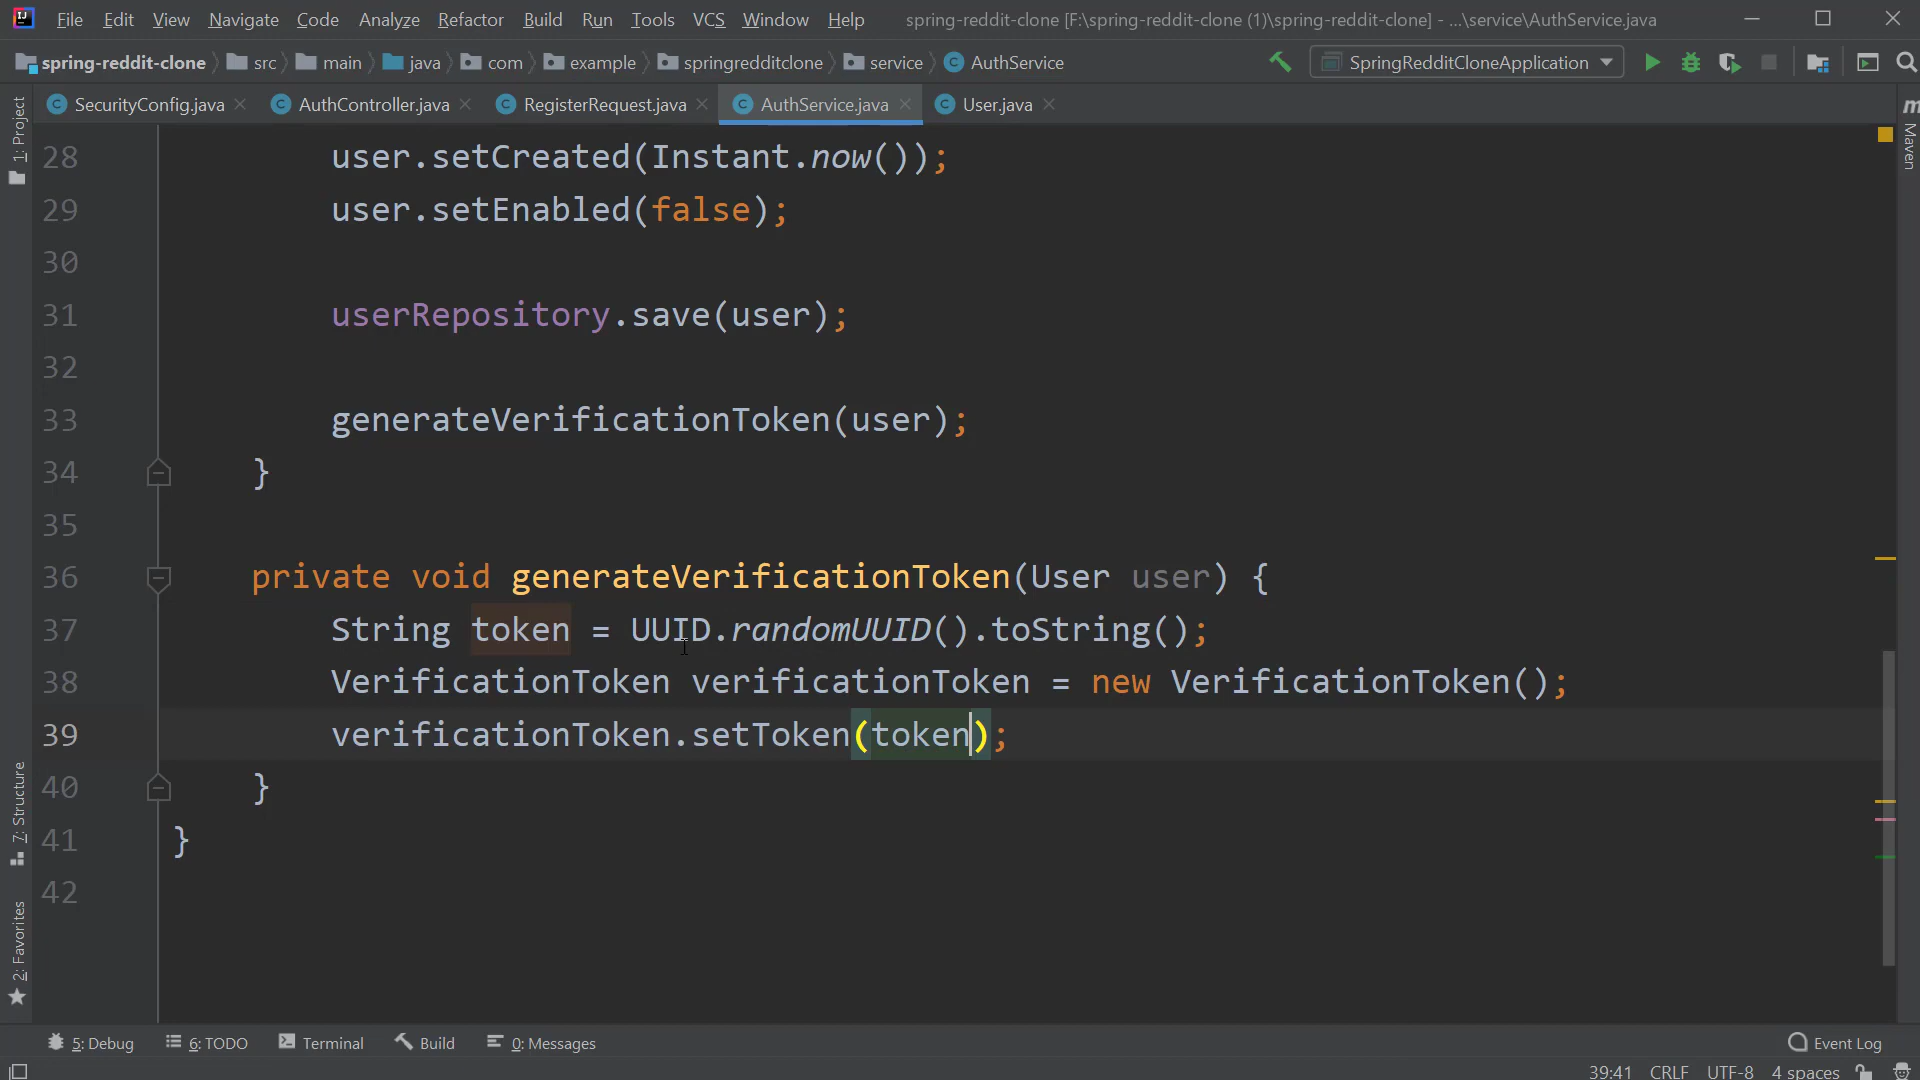 File Edit View Navigate Code Analyze Refactor Build Run Tools VCS Window Help spring-reddit-clone [F:\spring-reddit-clone (1)\spring-reddit-clone] - ...\service\AuthService.java
spring-reddit-clone src main java com example springredditclone service AuthService SpringRedditCloneApplication
SecurityConfig.java AuthController.java RegisterRequest.java AuthService.java User.java
1: Project
Maven
28 user.setCreated(Instant.now());
29 user.setEnabled(false);
30
31 userRepository.save(user);
32
33 generateVerificationToken(user);
34 }
35
36 private void generateVerificationToken(User user) {
37 String token = UUID.randomUUID().toString();
38 VerificationToken verificationToken = new VerificationToken();
39 verificationToken.setToken(token);
40 }
41 }
42
7: Structure
2: Favorites
5: Debug 6: TODO Terminal Build 0: Messages Event Log
39:41 CRLF UTF-8 4 spaces